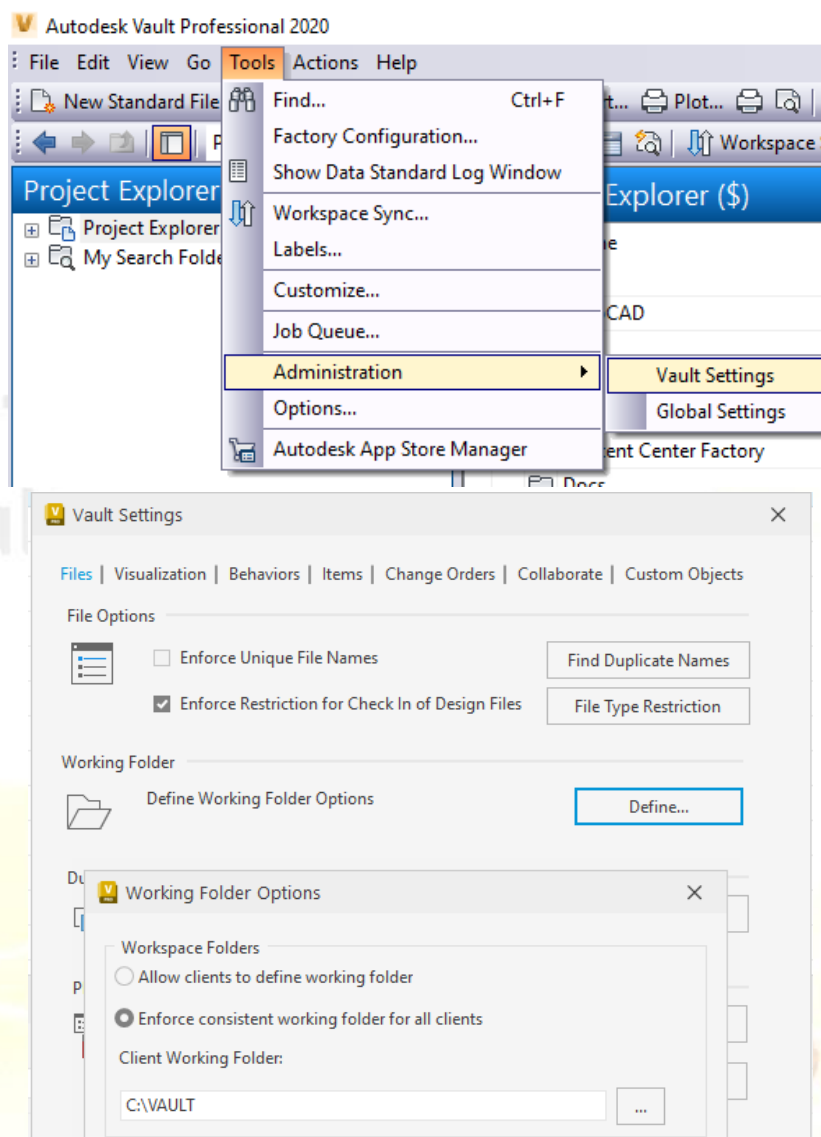 Autodesk Vault Professional 2020
File Edit View Go Tools Actions Help
New Standard File Find... Ctrl+F t... Plot...
Factory Configuration... Workspace
Show Data Standard Log Window
Project Explorer Explorer ($)
Workspace Sync...
Project Explorer
My Search Folde Labels...
Customize...
CAD
Job Queue...
Administration Vault Settings
Options... Global Settings
Autodesk App Store Manager ent Center Factory
Docs
Vault Settings
Files | Visualization | Behaviors | Items | Change Orders | Collaborate | Custom Objects
File Options
Enforce Unique File Names Find Duplicate Names
Enforce Restriction for Check In of Design Files File Type Restriction
Working Folder
Define Working Folder Options Define...
Du
Working Folder Options
Workspace Folders
Allow clients to define working folder
P
Enforce consistent working folder for all clients
Client Working Folder:
C:\VAULT ...